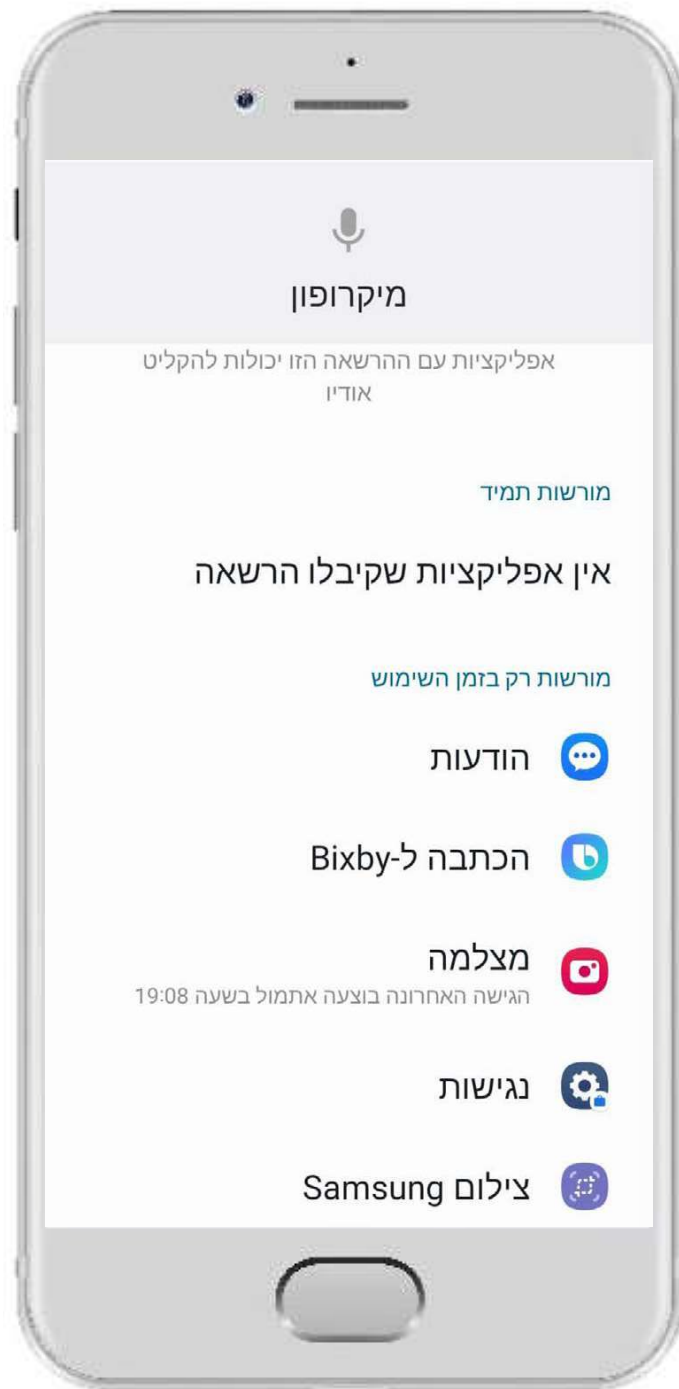 מיקרופון
אפליקציות עם ההרשאה הזו יכולות להקליט
אודיו
מורשות תמיד
אין אפליקציות שקיבלו הרשאה
מורשות רק בזמן השימוש
הודעות
הכתבה ל-Bixby
מצלמה
הגישה האחרונה בוצעה אתמול בשעה 19:08
נגישות
צילום Samsung